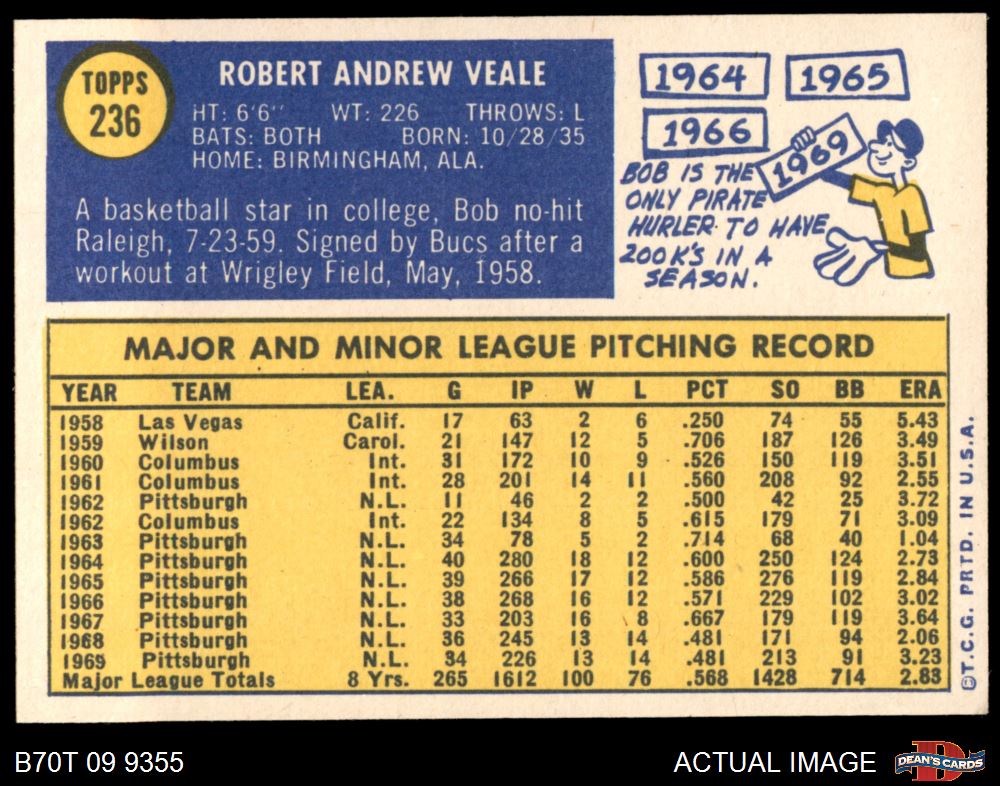 TOPPS
236
ROBERT ANDREW VEALE
HT: 6'6" WT: 226 THROWS: L
BATS: BOTH BORN: 10/28/35
HOME: BIRMINGHAM, ALA.
A basketball star in college, Bob no-hit
Raleigh, 7-23-59. Signed by Bucs after a
workout at Wrigley Field, May, 1958.
1964 1965
1966
1969
BOB IS THE
ONLY PIRATE
HURLER TO HAVE
200 K'S IN A
SEASON.
MAJOR AND MINOR LEAGUE PITCHING RECORD
YEAR TEAM LEA. G IP W L PCT SO BB ERA
1958 Las Vegas Calif. 17 63 2 6 .250 74 55 5.43
1959 Wilson Carol. 21 147 12 5 .706 187 126 3.49
1960 Columbus Int. 31 172 10 9 .526 150 119 3.51
1961 Columbus Int. 28 201 14 11 .560 208 92 2.55
1962 Pittsburgh N.L. 11 46 2 2 .500 42 25 3.72
1962 Columbus Int. 22 134 8 5 .615 179 71 3.09
1963 Pittsburgh N.L. 34 78 5 2 .714 68 40 1.04
1964 Pittsburgh N.L. 40 280 18 12 .600 250 124 2.73
1965 Pittsburgh N.L. 39 266 17 12 .586 276 119 2.84
1966 Pittsburgh N.L. 38 268 16 12 .571 229 102 3.02
1967 Pittsburgh N.L. 33 203 16 8 .667 179 119 3.64
1968 Pittsburgh N.L. 36 245 13 14 .481 171 94 2.06
1969 Pittsburgh N.L. 34 226 13 14 .481 213 91 3.23
Major League Totals 8 Yrs. 265 1612 100 76 .568 1428 714 2.83
© T.C.G. PRTD. IN U.S.A.
B70T 09 9355 ACTUAL IMAGE
D
DEAN'S CARDS